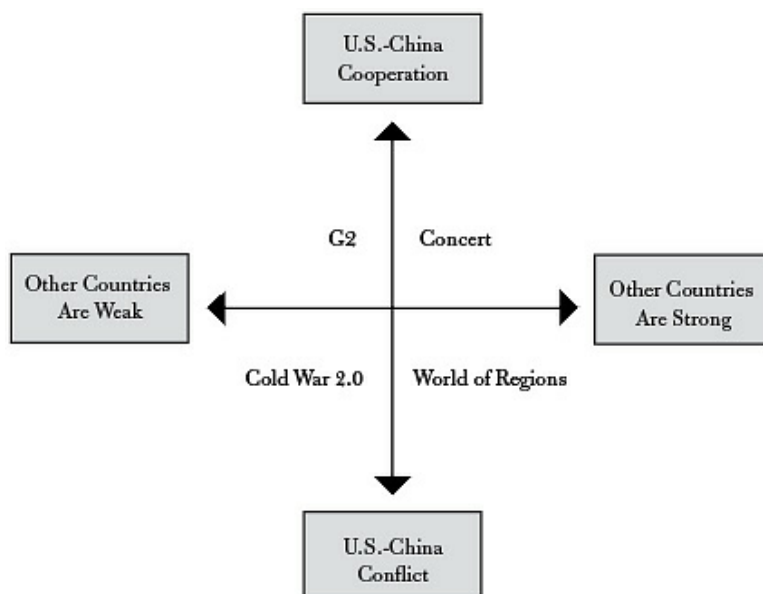 U.S.-China
Cooperation
G2
Concert
Other Countries
Are Weak
Other Countries
Are Strong
Cold War 2.0
World of Regions
U.S.-China
Conflict